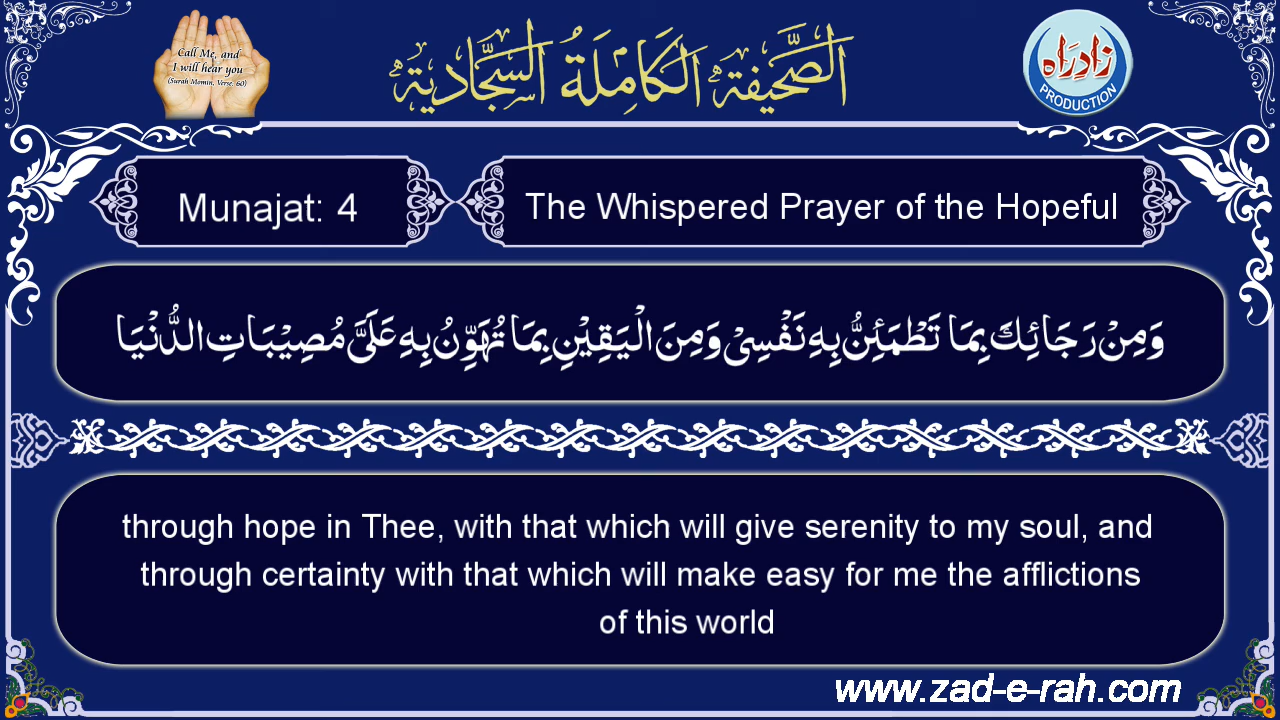 Call Me, and
I will hear you
(Surah Momin, Verse. 60)
الصَّحِيفَةُ الْكَامِلَةُ السَّجَّادِيَّةُ
زادِ رَاه
PRODUCTION
Munajat: 4
The Whispered Prayer of the Hopeful
وَمِنْ رَجَائِكَ بِمَا تَطْمَئِنُّ بِهِ نَفْسِیْ وَمِنَ الْيَقِيْنِ بِمَا تُهَوِّنُ بِهِ عَلَیَّ مُصِيْبَاتِ الدُّنْيَا
through hope in Thee, with that which will give serenity to my soul, and
through certainty with that which will make easy for me the afflictions
of this world
www.zad-e-rah.com